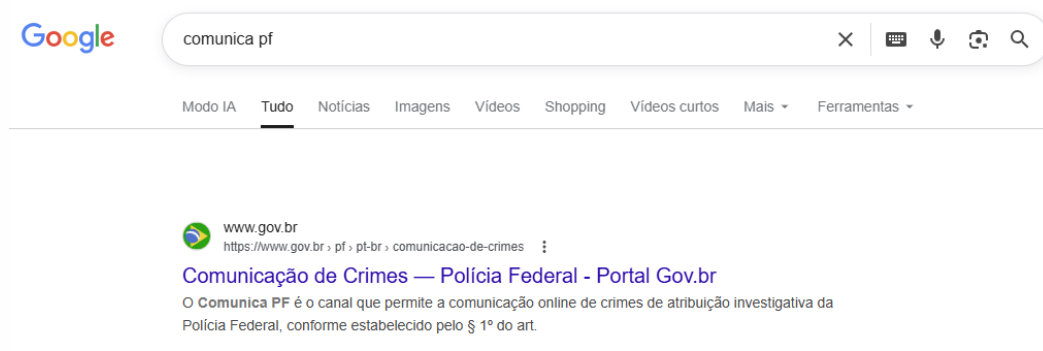 Google
comunica pf
Modo IA Tudo Notícias Imagens Vídeos Shopping Vídeos curtos Mais Ferramentas
www.gov.br
https://www.gov.br › pf › pt-br › comunicacao-de-crimes
Comunicação de Crimes — Polícia Federal - Portal Gov.br
O Comunica PF é o canal que permite a comunicação online de crimes de atribuição investigativa da
Polícia Federal, conforme estabelecido pelo § 1º do art.